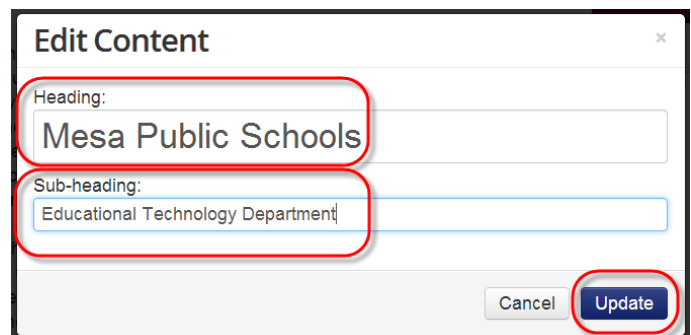 Edit Content ×
Heading:
Mesa Public Schools
Sub-heading:
Educational Technology Department
Cancel Update